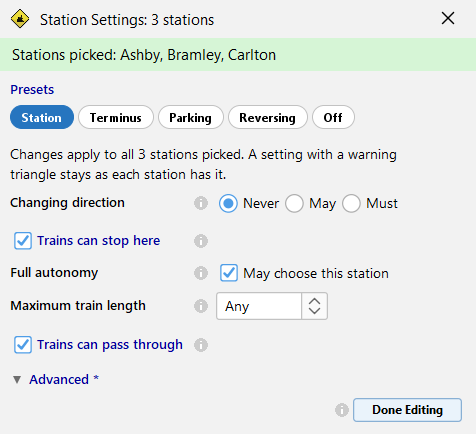 Station Settings: 3 stations
Stations picked: Ashby, Bramley, Carlton
Presets
Station Terminus Parking Reversing Off
Changes apply to all 3 stations picked. A setting with a warning
triangle stays as each station has it.
Changing direction Never May Must
Trains can stop here
Full autonomy May choose this station
Maximum train length Any
Trains can pass through
Advanced *
Done Editing